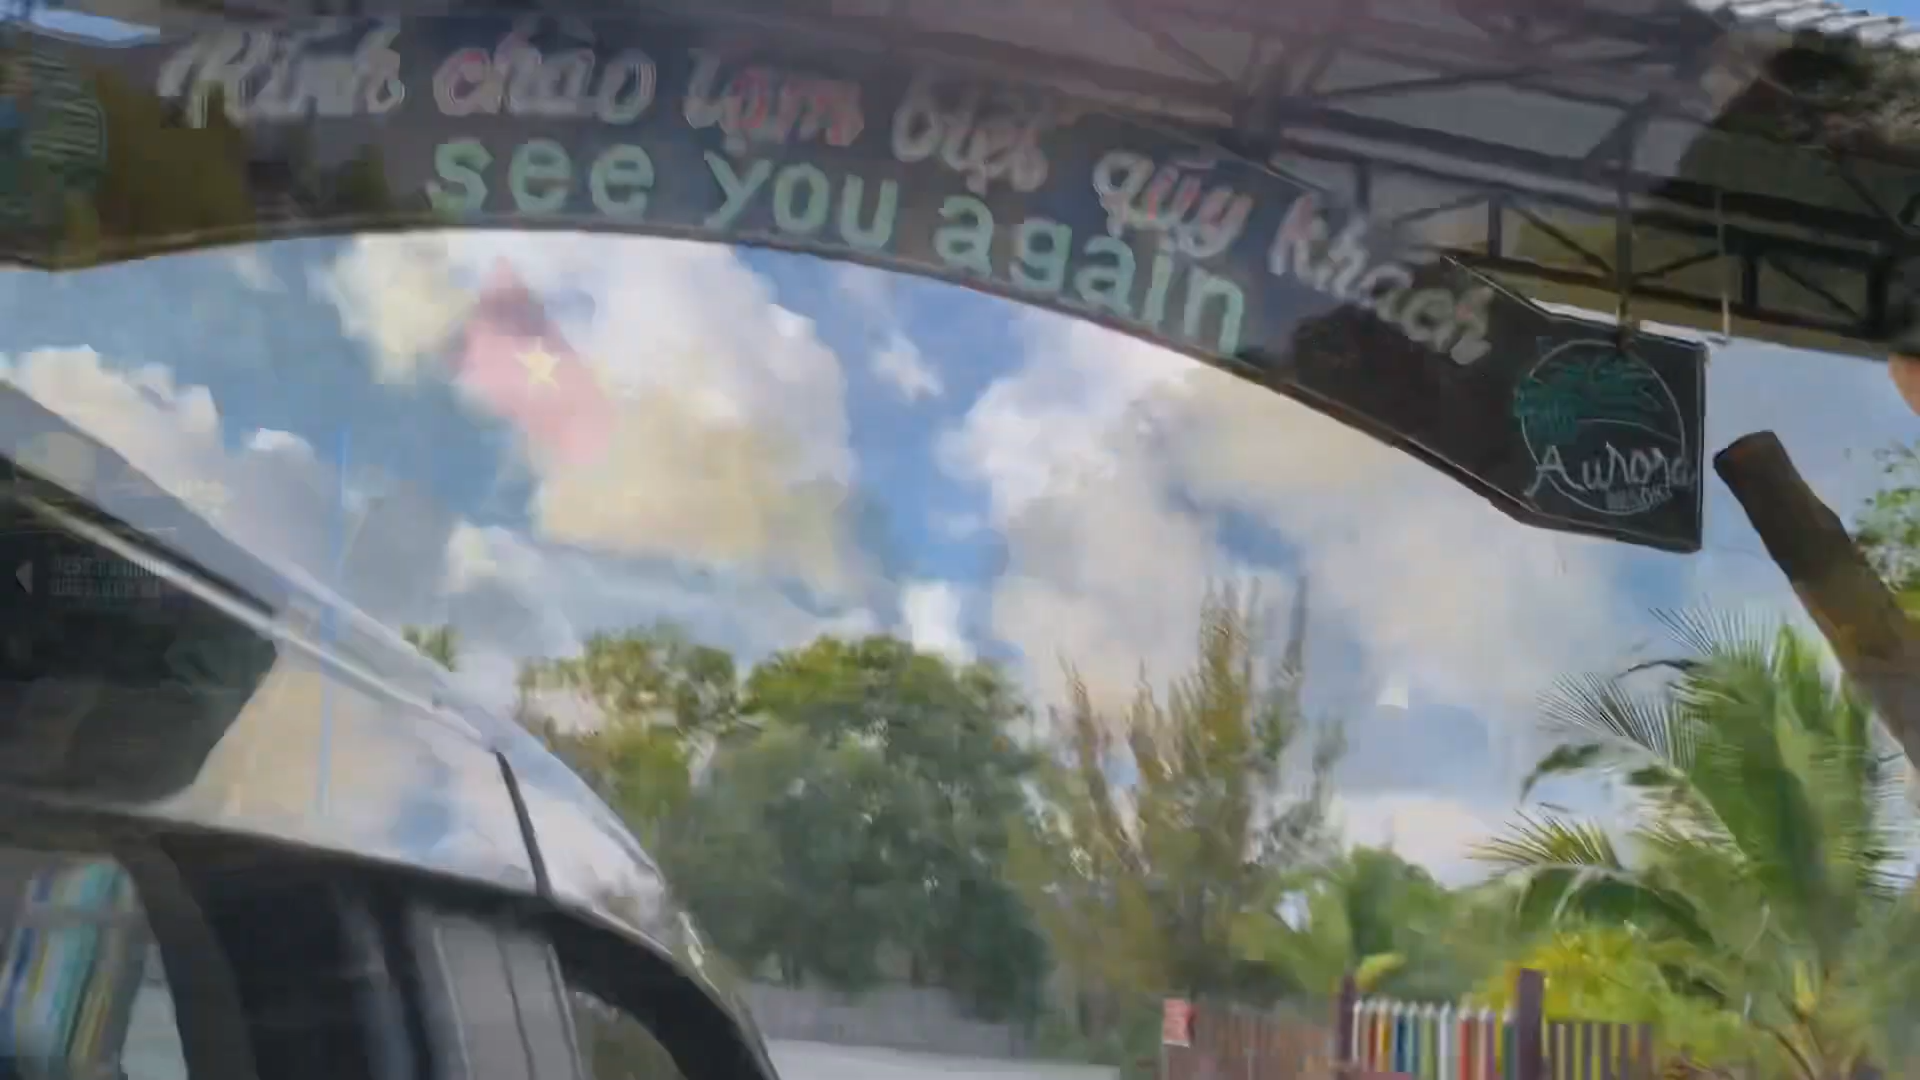 Kính chào tạm biệt quý khách
see you again
Aurora